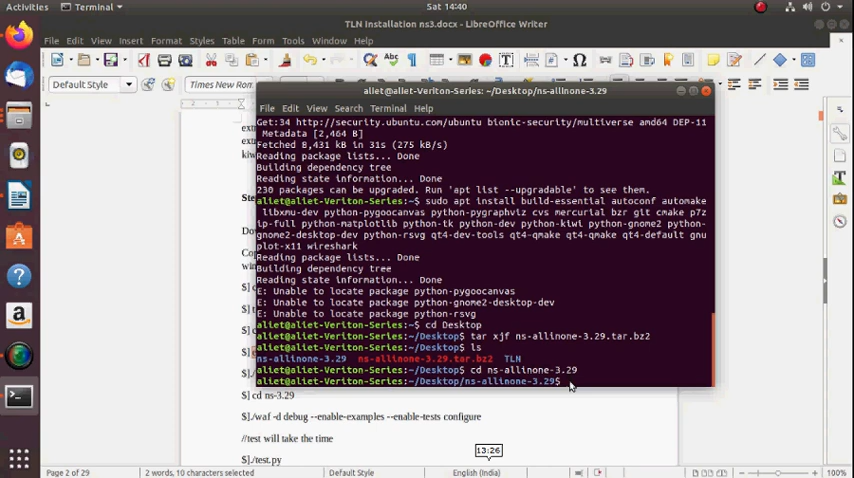 Activities
Terminal
Sat 14:40
TLN Installation ns3.docx - LibreOffice Writer
File Edit View Insert Format Styles Table Form Tools Window Help
Default Style
Times New Rom
aliet@aliet-Veriton-Series: ~/Desktop/ns-allinone-3.29
File Edit View Search Terminal Help
Get:34 http://security.ubuntu.com/ubuntu bionic-security/multiverse amd64 DEP-11
Metadata [2,464 B]
Fetched 8,431 kB in 31s (275 kB/s)
Reading package lists... Done
Building dependency tree
Reading state information... Done
230 packages can be upgraded. Run 'apt list --upgradable' to see them.
aliet@aliet-Veriton-Series:~$ sudo apt install build-essential autoconf automake
libxmu-dev python-pygoocanvas python-pygraphviz cvs mercurial bzr git cmake p7z
ip-full python-matplotlib python-tk python-dev python-kiwi python-gnome2 python-
gnome2-desktop-dev python-rsvg qt4-dev-tools qt4-qmake qt4-qmake qt4-default gnu
plot-x11 wireshark
Reading package lists... Done
Building dependency tree
Reading state information... Done
E: Unable to locate package python-pygoocanvas
E: Unable to locate package python-gnome2-desktop-dev
E: Unable to locate package python-rsvg
aliet@aliet-Veriton-Series:~$ cd Desktop
aliet@aliet-Veriton-Series:~/Desktop$ tar xjf ns-allinone-3.29.tar.bz2
aliet@aliet-Veriton-Series:~/Desktop$ ls
ns-allinone-3.29 ns-allinone-3.29.tar.bz2 TLN
aliet@aliet-Veriton-Series:~/Desktop$ cd ns-allinone-3.29
aliet@aliet-Veriton-Series:~/Desktop/ns-allinone-3.29$
ext
ext
kiw
Ste
Do
Co
win
$] c
$] t
$] c
$]
$]./
$] cd ns-3.29
$]./waf -d debug --enable-examples --enable-tests configure
//test will take the time
$]./test.py
13:26
Page 2 of 29
2 words, 10 characters selected
Default Style
English (India)
100%